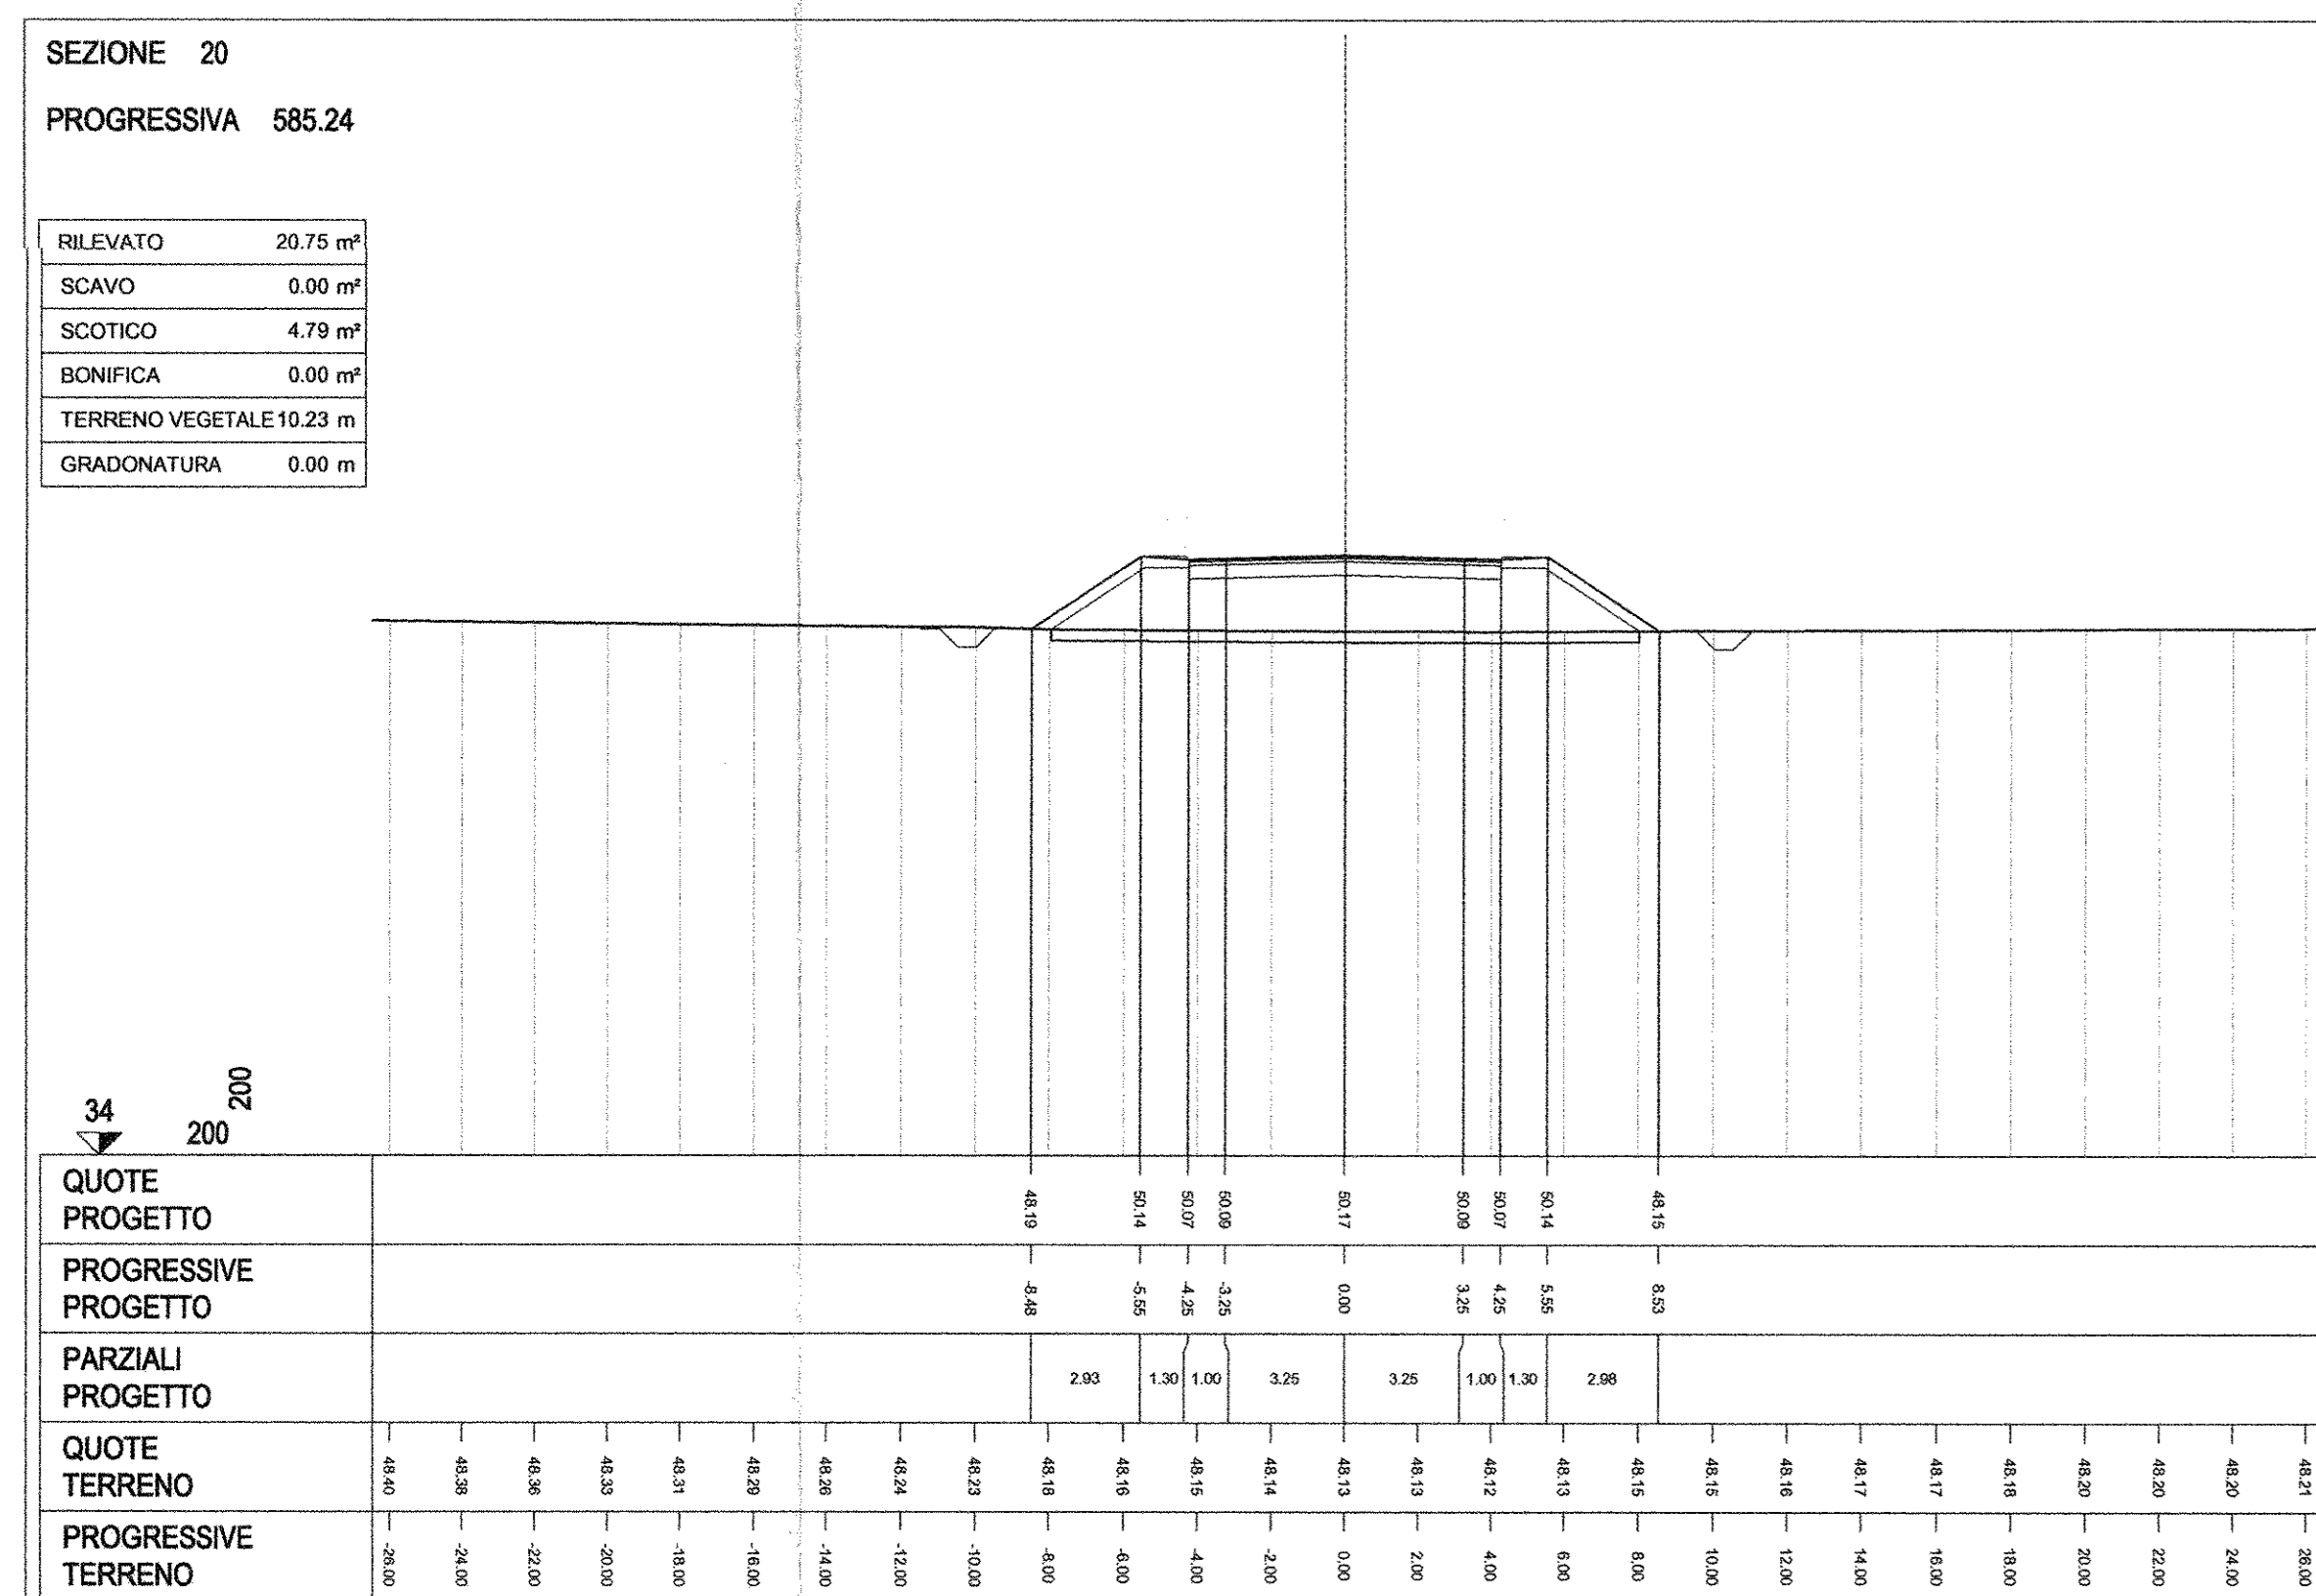 SEZIONE 20
PROGRESSIVA 585.24
RILEVATO 20.75 m²
SCAVO 0.00 m²
SCOTICO 4.79 m²
BONIFICA 0.00 m²
TERRENO VEGETALE 10.23 m
GRADONATURA 0.00 m
34
200
200
QUOTE
PROGETTO
48.19 50.14 50.07 50.09 50.17 50.09 50.07 50.14 48.15
PROGRESSIVE
PROGETTO
-8.48 -5.55 -4.25 -3.25 0.00 3.25 4.25 5.55 8.53
PARZIALI
PROGETTO
2.93 1.30 1.00 3.25 3.25 1.00 1.30 2.98
QUOTE
TERRENO
48.40 48.38 48.36 48.33 48.31 48.29 48.26 48.24 48.23 48.18 48.16 48.15 48.14 48.13 48.13 48.12 48.13 48.15 48.15 48.16 48.17 48.17 48.18 48.20 48.20 48.20 48.21
PROGRESSIVE
TERRENO
-26.00 -24.00 -22.00 -20.00 -18.00 -16.00 -14.00 -12.00 -10.00 -8.00 -6.00 -4.00 -2.00 0.00 2.00 4.00 6.00 8.00 10.00 12.00 14.00 16.00 18.00 20.00 22.00 24.00 26.00